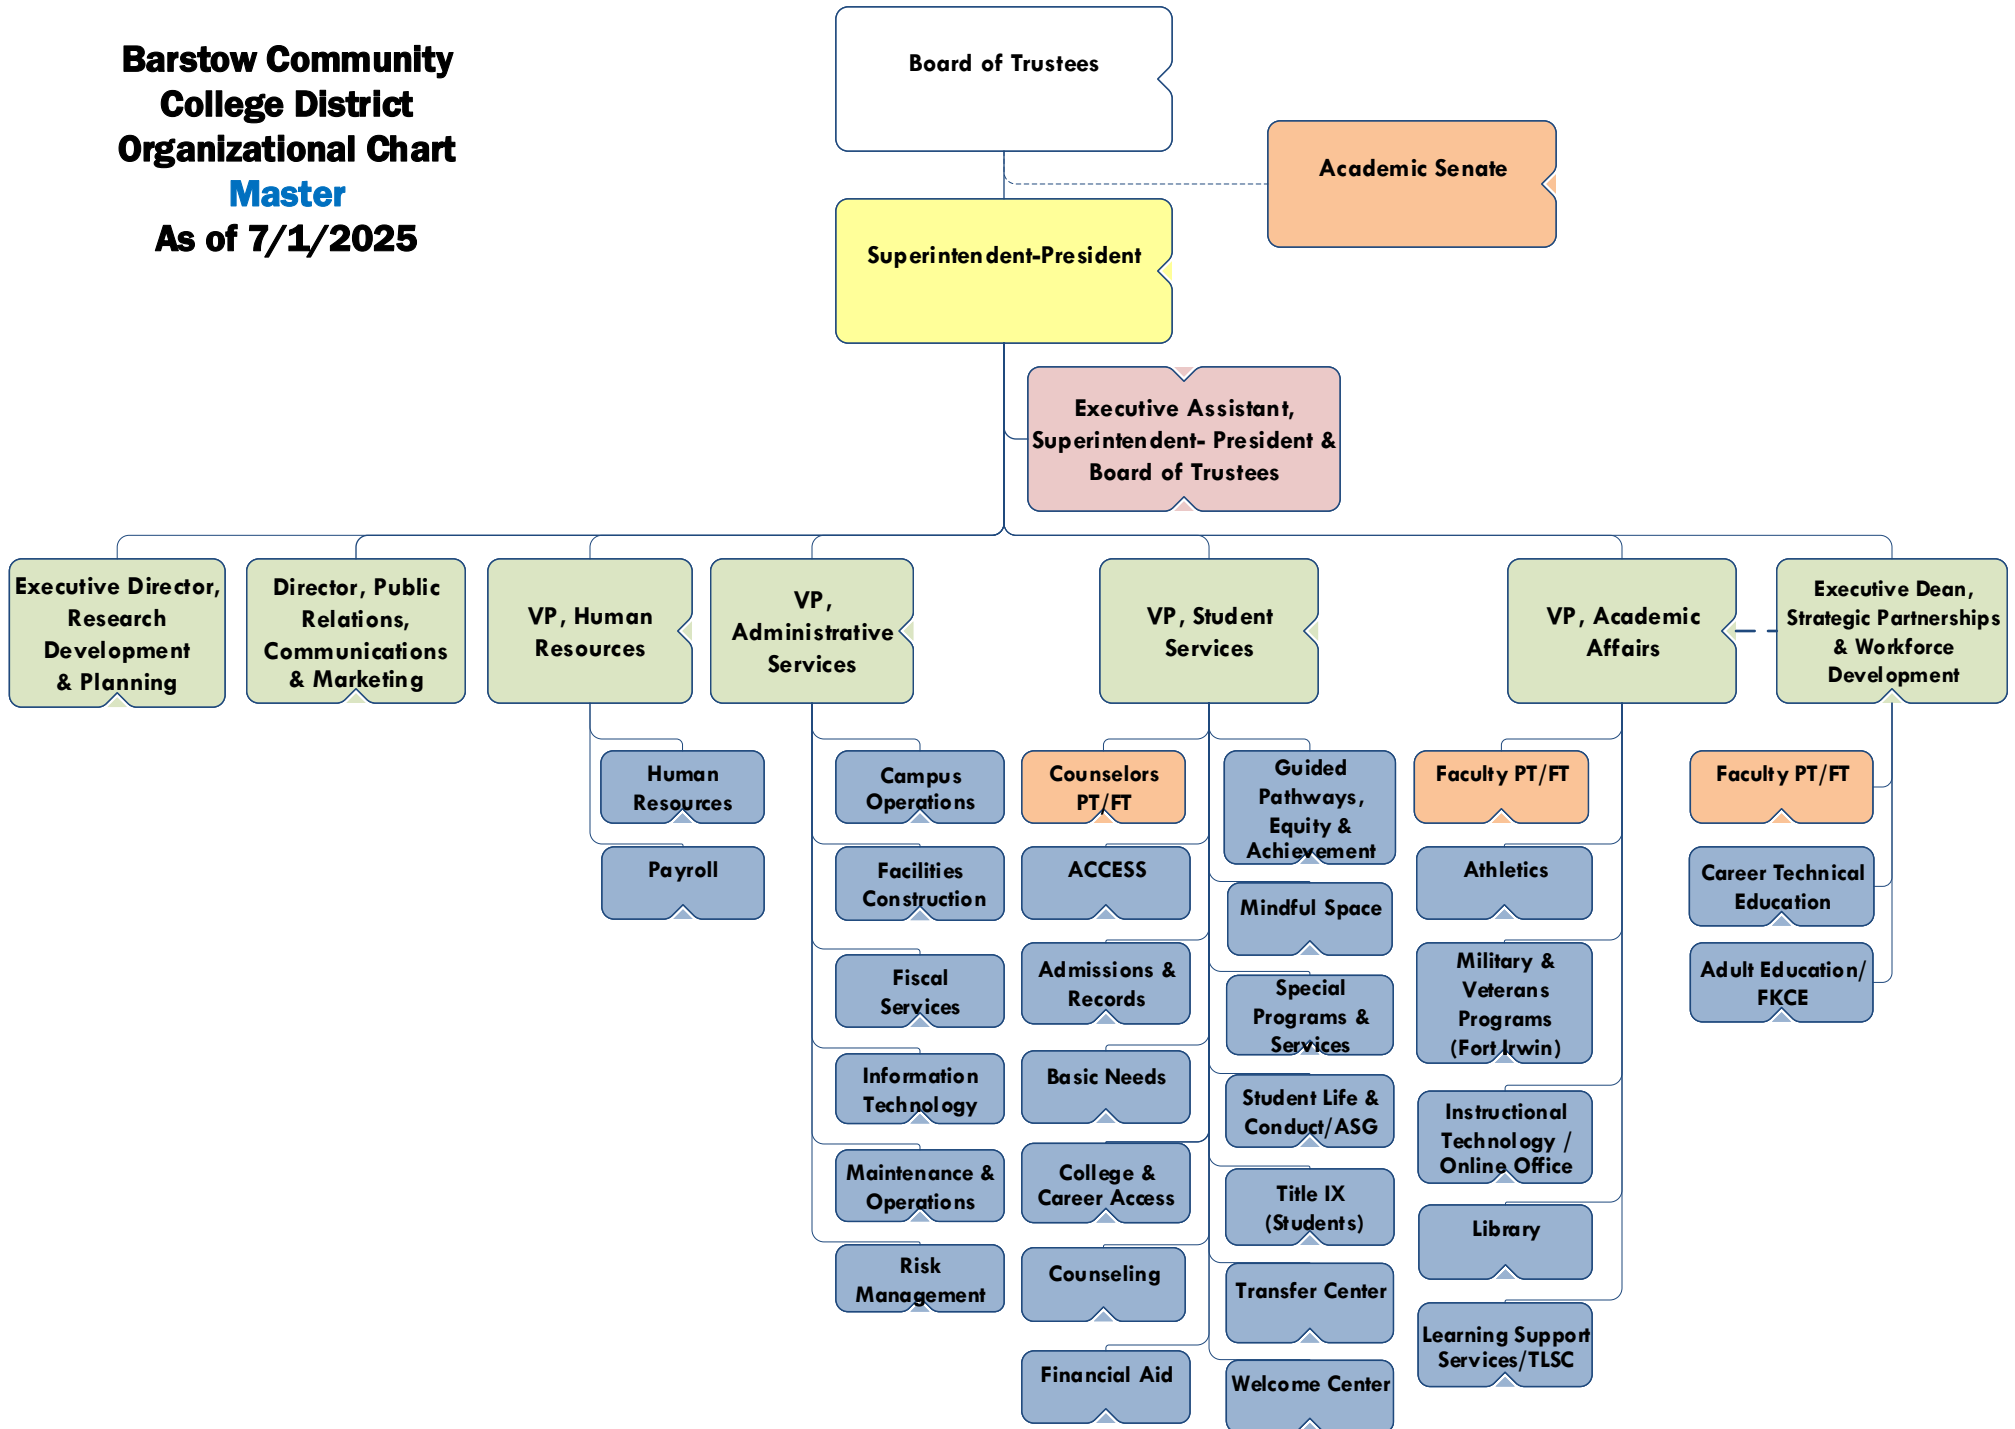 Barstow Community
College District
Organizational Chart
Master
As of 7/1/2025
Board of Trustees
Academic Senate
Superintendent-President
Executive Assistant,
Superintendent- President &
Board of Trustees
Executive Director,
Research
Development
& Planning
Director, Public
Relations,
Communications
& Marketing
VP, Human
Resources
VP,
Administrative
Services
VP, Student
Services
VP, Academic
Affairs
Executive Dean,
Strategic Partnerships
& Workforce
Development
Human
Resources
Payroll
Campus
Operations
Facilities
Construction
Fiscal
Services
Information
Technology
Maintenance &
Operations
Risk
Management
Counselors
PT/FT
ACCESS
Admissions &
Records
Basic Needs
College &
Career Access
Counseling
Financial Aid
Guided
Pathways,
Equity &
Achievement
Mindful Space
Special
Programs &
Services
Student Life &
Conduct/ASG
Title IX
(Students)
Transfer Center
Welcome Center
Faculty PT/FT
Athletics
Military &
Veterans
Programs
(Fort Irwin)
Instructional
Technology /
Online Office
Library
Learning Support
Services/TLSC
Faculty PT/FT
Career Technical
Education
Adult Education/
FKCE